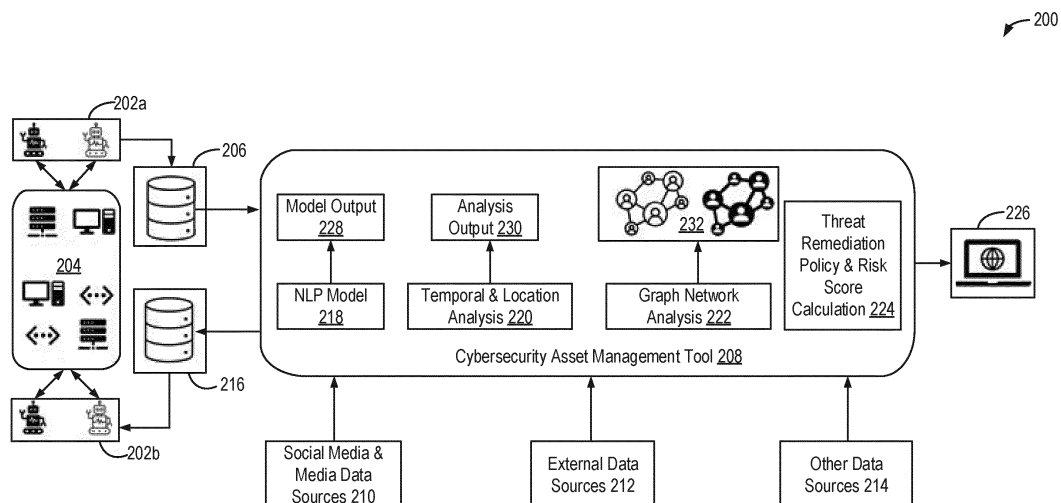 200
202a
206
204
216
202b
Model Output
228
NLP Model
218
Analysis
Output 230
Temporal & Location
Analysis 220
232
Graph Network
Analysis 222
Threat
Remediation
Policy & Risk
Score
Calculation 224
226
Cybersecurity Asset Management Tool 208
Social Media &
Media Data
Sources 210
External Data
Sources 212
Other Data
Sources 214